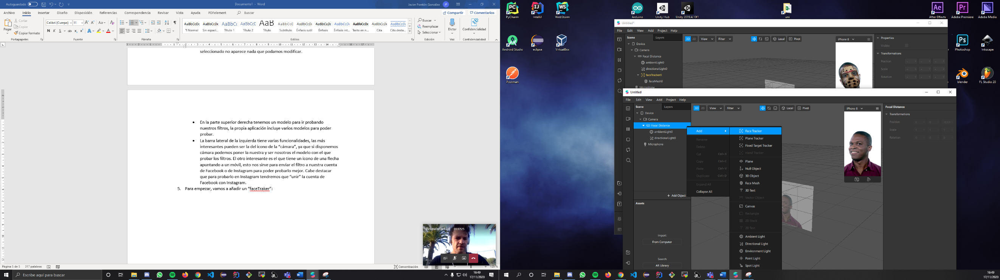 Autoguardado
Documento1 - Word
Javier Pontón González
JP
Archivo Inicio Insertar Diseño Disposición Referencias Correspondencia Revisar Vista Ayuda PDFelement Buscar
Compartir Comentarios
Pegar
Cortar
Copiar
Copiar formato
Portapapeles
Calibri (Cuerpo) 11
Fuente
Párrafo
AaBbCcDc AaBbCcDc AaBbCc AaBbCcC AaB AaBbCcC AaBbCcDc AaBbCcDc AaBbCcDc AaBbCcDc AaBbCcDc AaBbCcDc
¶ Normal Sin espaci... Título 1 Título 2 Título Subtítulo Énfasis sutil Énfasis Énfasis int... Texto en n... Cita Cita desta...
Estilos
Buscar
Reemplazar
Seleccionar
Edición
Dictar
Voz
Confidencialidad
Confidencialidad
seleccionado no aparece nada que podamos modificar.
• En la parte superior derecha tenemos un modelo para ir probando
nuestros filtros, la propia aplicación incluye varios modelos para poder
probar.
• La barra lateral de la izquierda tiene varias funcionalidades, las más
interesantes pueden ser la del icono de la “cámara”, ya que si disponemos
cámara podemos poner la nuestra y ser nosotros el modelo con el que
probar los filtros. El otro interesante es el que tiene un icono de una flecha
apuntando a un móvil, esto nos sirve para enviar el filtro a nuestra cuenta
de Facebook o de Instagram para poder probarlo mejor. Cabe destacar
que para probarlo en Instagram tendremos que “unir” la cuenta de
Facebook con Instagram.
5. Para empezar, vamos a añadir un “faceTraker”:
Reunión actual 01:17:25
Página 5 de 5 317 palabras
Concentración
120 %
Escribe aquí para buscar
16:49
17/11/2020
PyCharm IntelliJ WebStorm
Android Studio eclipse VirtualBox
Postman
Arduino Unity Hub Unity 2019.4.10f1
uni
After Effects Adobe Premiere Adobe Media
Photoshop Inkscape
blender FL Studio 20
Untitled*
File Edit View Add Project Help
Scene Layers
Device
Camera
Focal Distance
ambientLight0
directionalLight0
faceTracker0
faceMesh0
Microphone
3D 2D View Filter Local Pivot
iPhone 8
Properties
Visible
Transformations
Position
Scale
Rotation
Untitled
File Edit View Add Project Help
Scene Layers
Device
Camera
Focal Distance
ambientLight0
directionalLight0
Microphone
3D 2D View Filter Local Pivot
iPhone 8
Focal Distance
Transformations
Position
Scale
Rotation
Add
Rename
Delete
Cut Ctrl+X
Copy Ctrl+C
Paste Ctrl+V
Duplicate Ctrl+D
Expand All
Collapse All
Face Tracker
Plane Tracker
Fixed Target Tracker
Hand Tracker
Plane
Null Object
3D Object
Face Mesh
3D Text
Vector Object
Canvas
Rectangle
2D Stack
2D Text
Ambient Light
Directional Light
Environment Light
Point Light
Spot Light
+ Add Object
Assets
Import:
From Computer
Search:
AR Library
16:49
17/11/2020